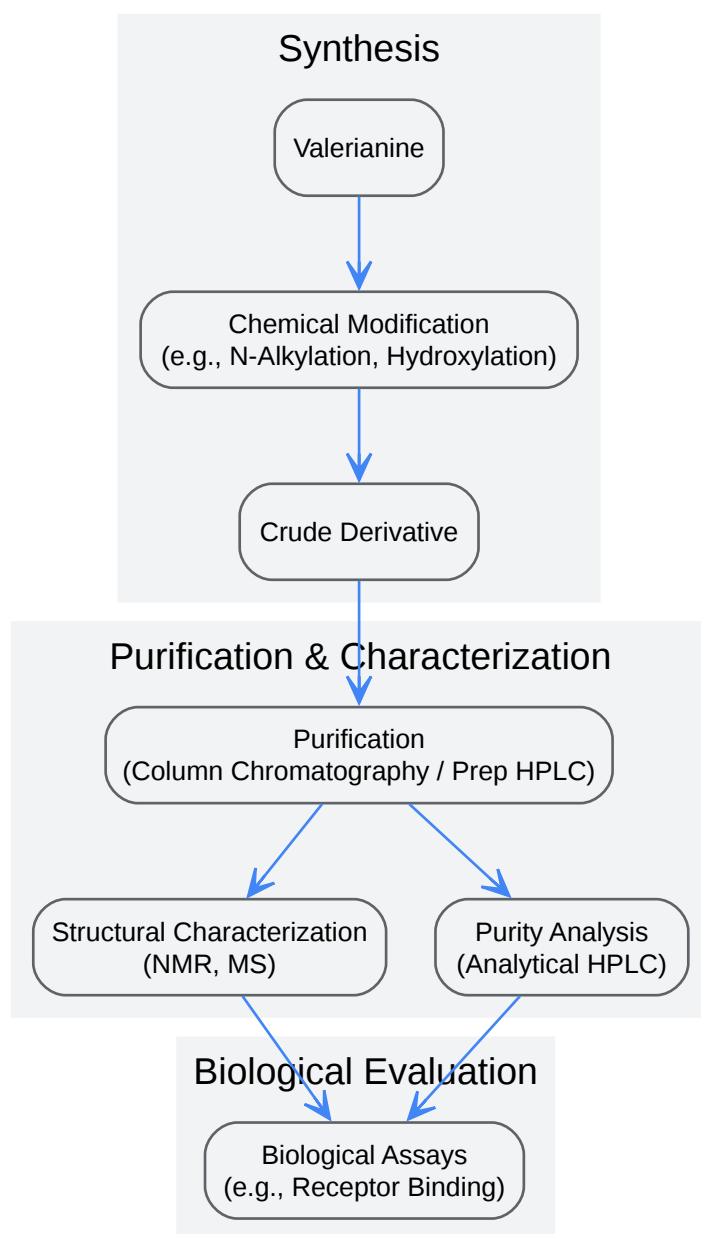 Synthesis
Valerianine
Chemical Modification
(e.g., N-Alkylation, Hydroxylation)
Crude Derivative
Purification & Characterization
Purification
(Column Chromatography / Prep HPLC)
Structural Characterization
(NMR, MS)
Purity Analysis
(Analytical HPLC)
Biological Evaluation
Biological Assays
(e.g., Receptor Binding)